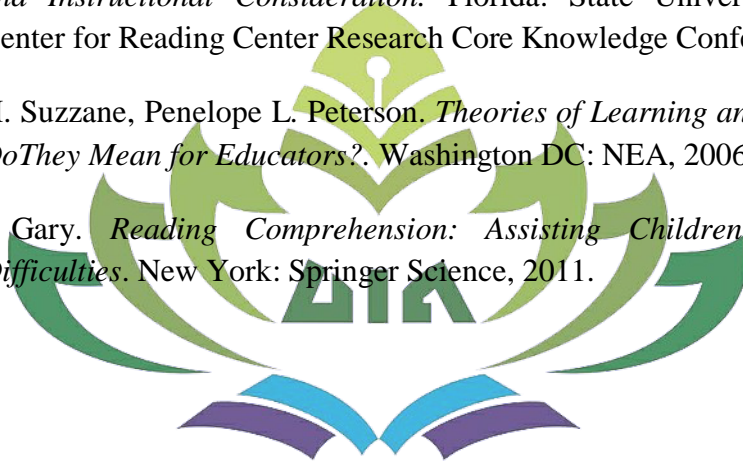 nd Instructional Consideration. Florida: State Univer
enter for Reading Center Research Core Knowledge Confe
I. Suzzane, Penelope L. Peterson. Theories of Learning an
DoThey Mean for Educators?. Washington DC: NEA, 2006
Gary. Reading Comprehension: Assisting Children
Difficulties. New York: Springer Science, 2011.